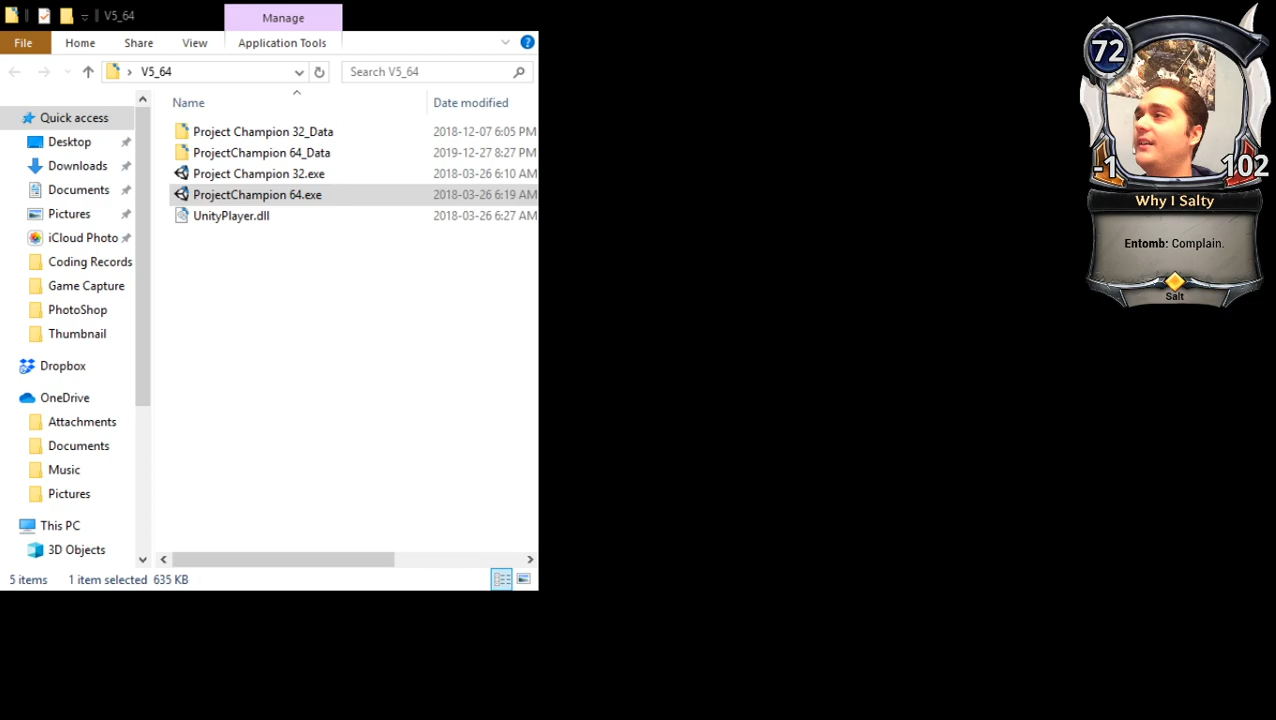 V5_64
Manage
File
Home
Share
View
Application Tools
V5_64
Search V5_64
Name
Date modified
Project Champion 32_Data
2018-12-07 6:05 PM
ProjectChampion 64_Data
2019-12-27 8:27 PM
Project Champion 32.exe
2018-03-26 6:10 AM
ProjectChampion 64.exe
2018-03-26 6:19 AM
UnityPlayer.dll
2018-03-26 6:27 AM
Quick access
Desktop
Downloads
Documents
Pictures
iCloud Photo
Coding Records
Game Capture
PhotoShop
Thumbnail
Dropbox
OneDrive
Attachments
Documents
Music
Pictures
This PC
3D Objects
5 items
1 item selected 635 KB
72
-1
102
Why I Salty
Entomb: Complain.
Salt